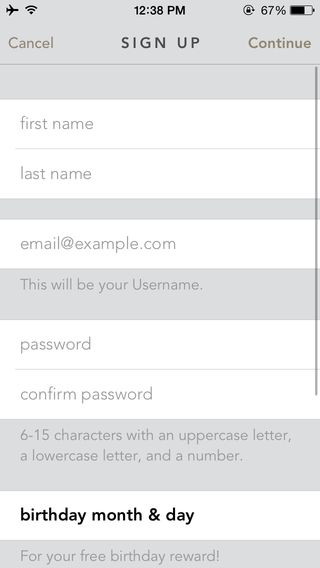 12:38 PM 67%
Cancel SIGN UP Continue
first name
last name
email@example.com
This will be your Username.
password
confirm password
6-15 characters with an uppercase letter,
a lowercase letter, and a number.
birthday month & day
For your free birthday reward!